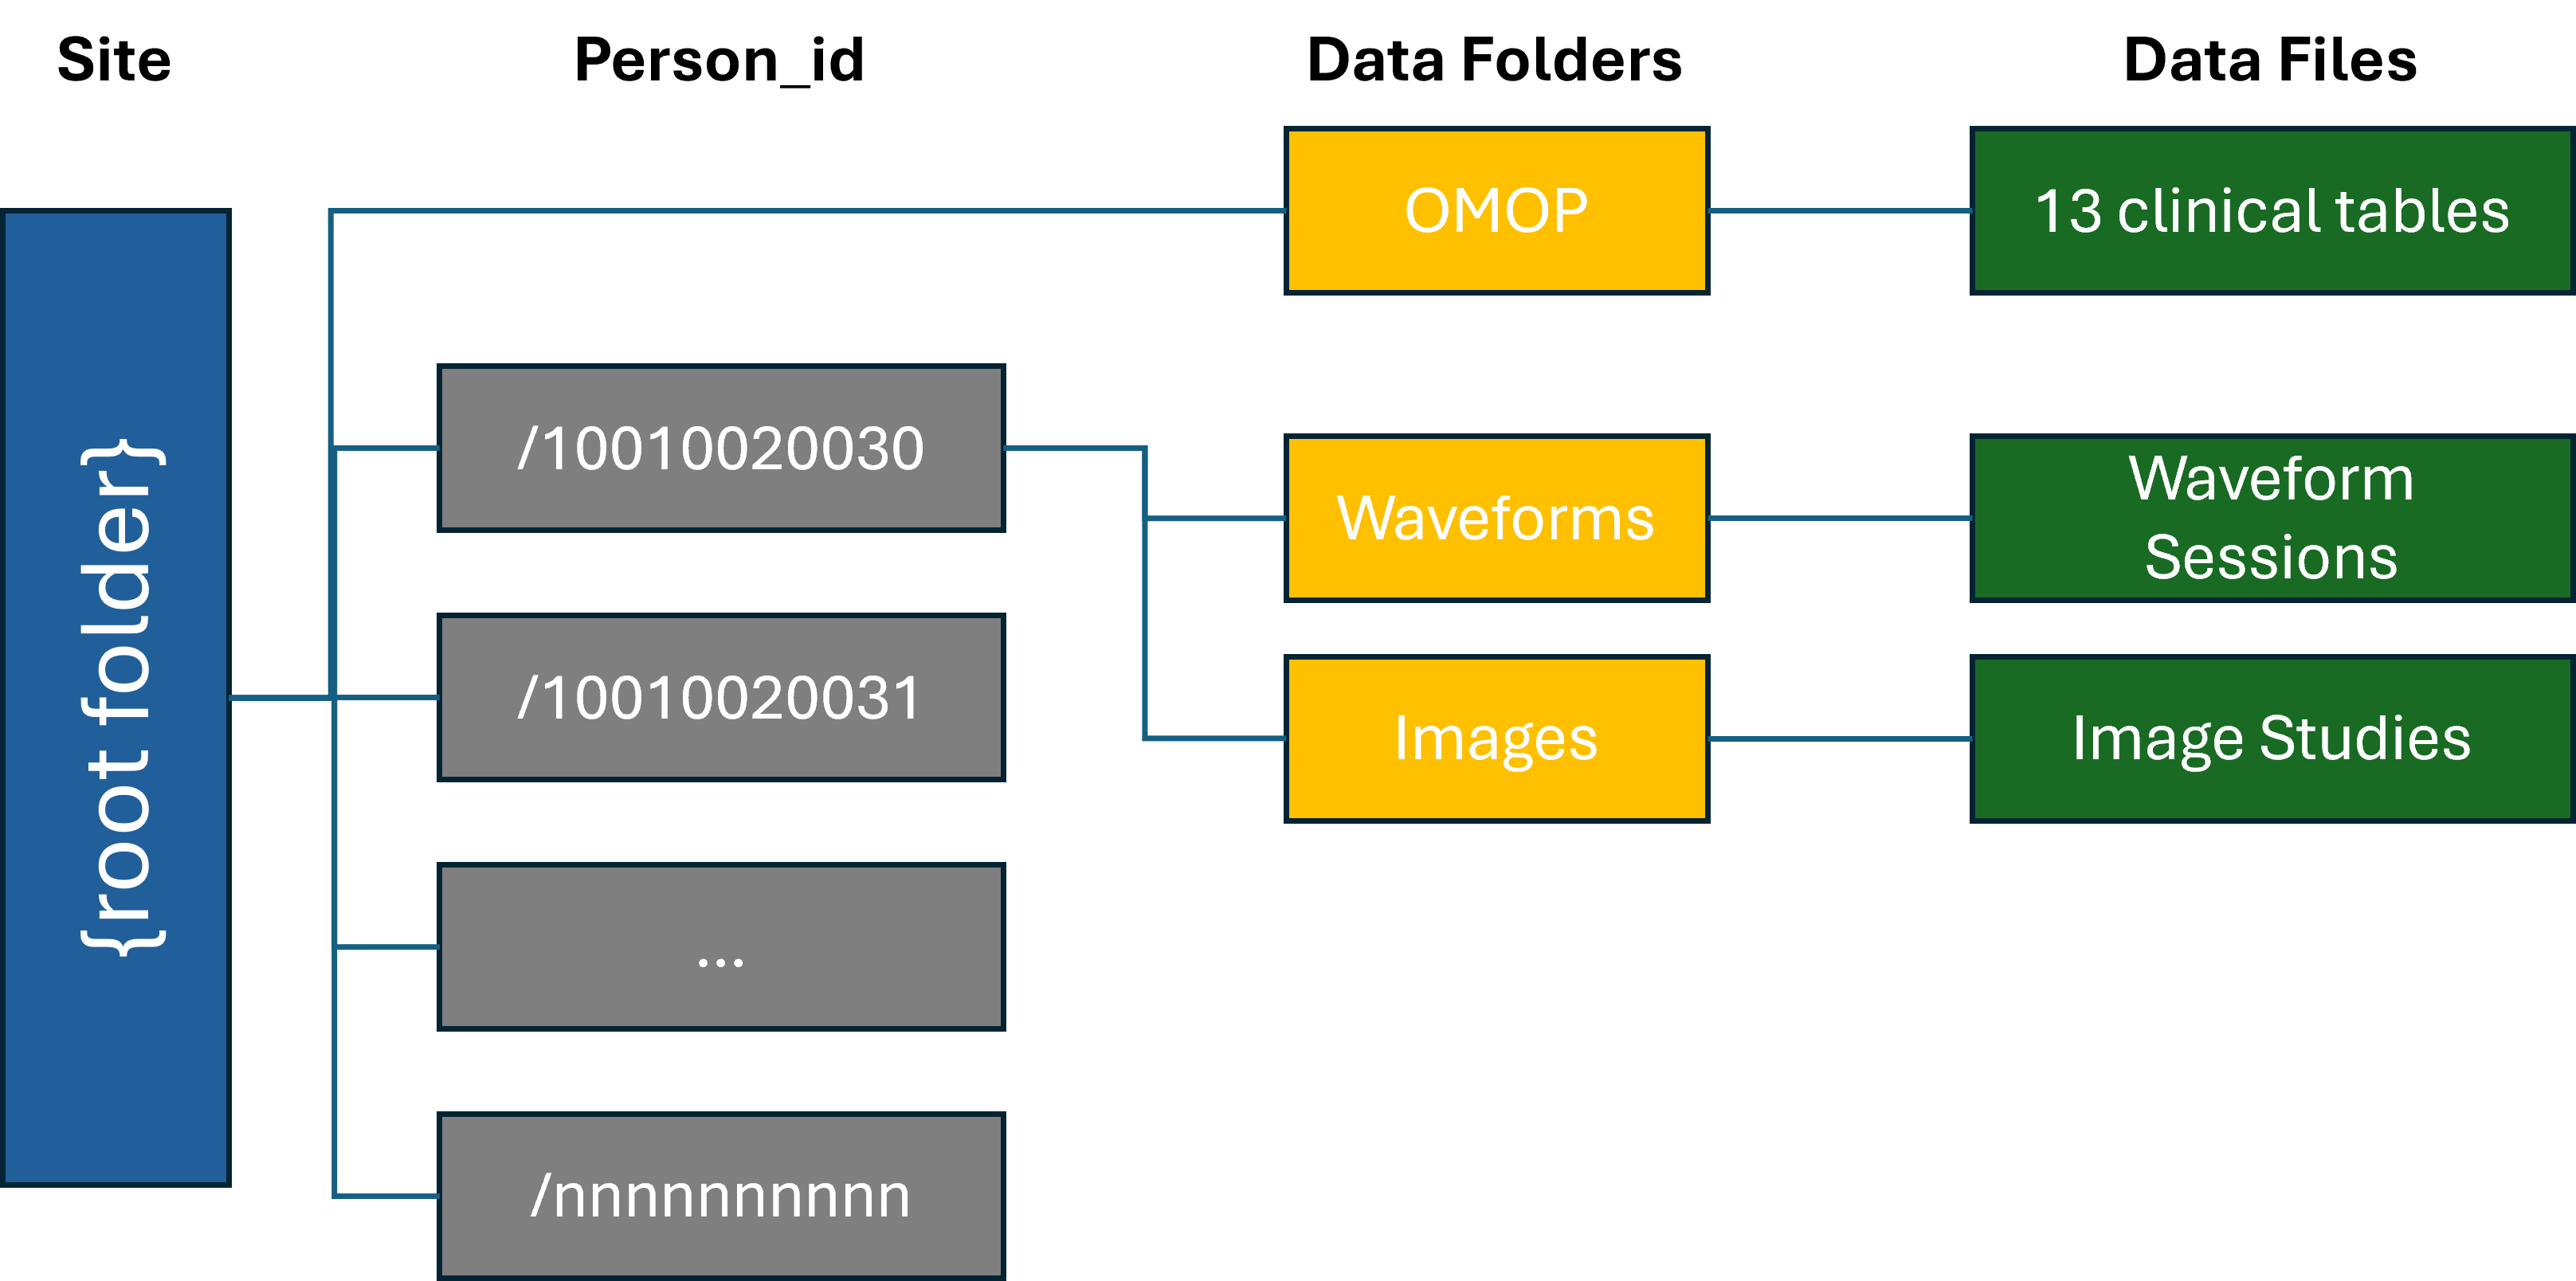 Site
Person_id
Data Folders
Data Files
OMOP
13 clinical tables
{root folder}
/10010020030
Waveforms
Waveform
Sessions
/10010020031
Images
Image Studies
...
/nnnnnnnnnn